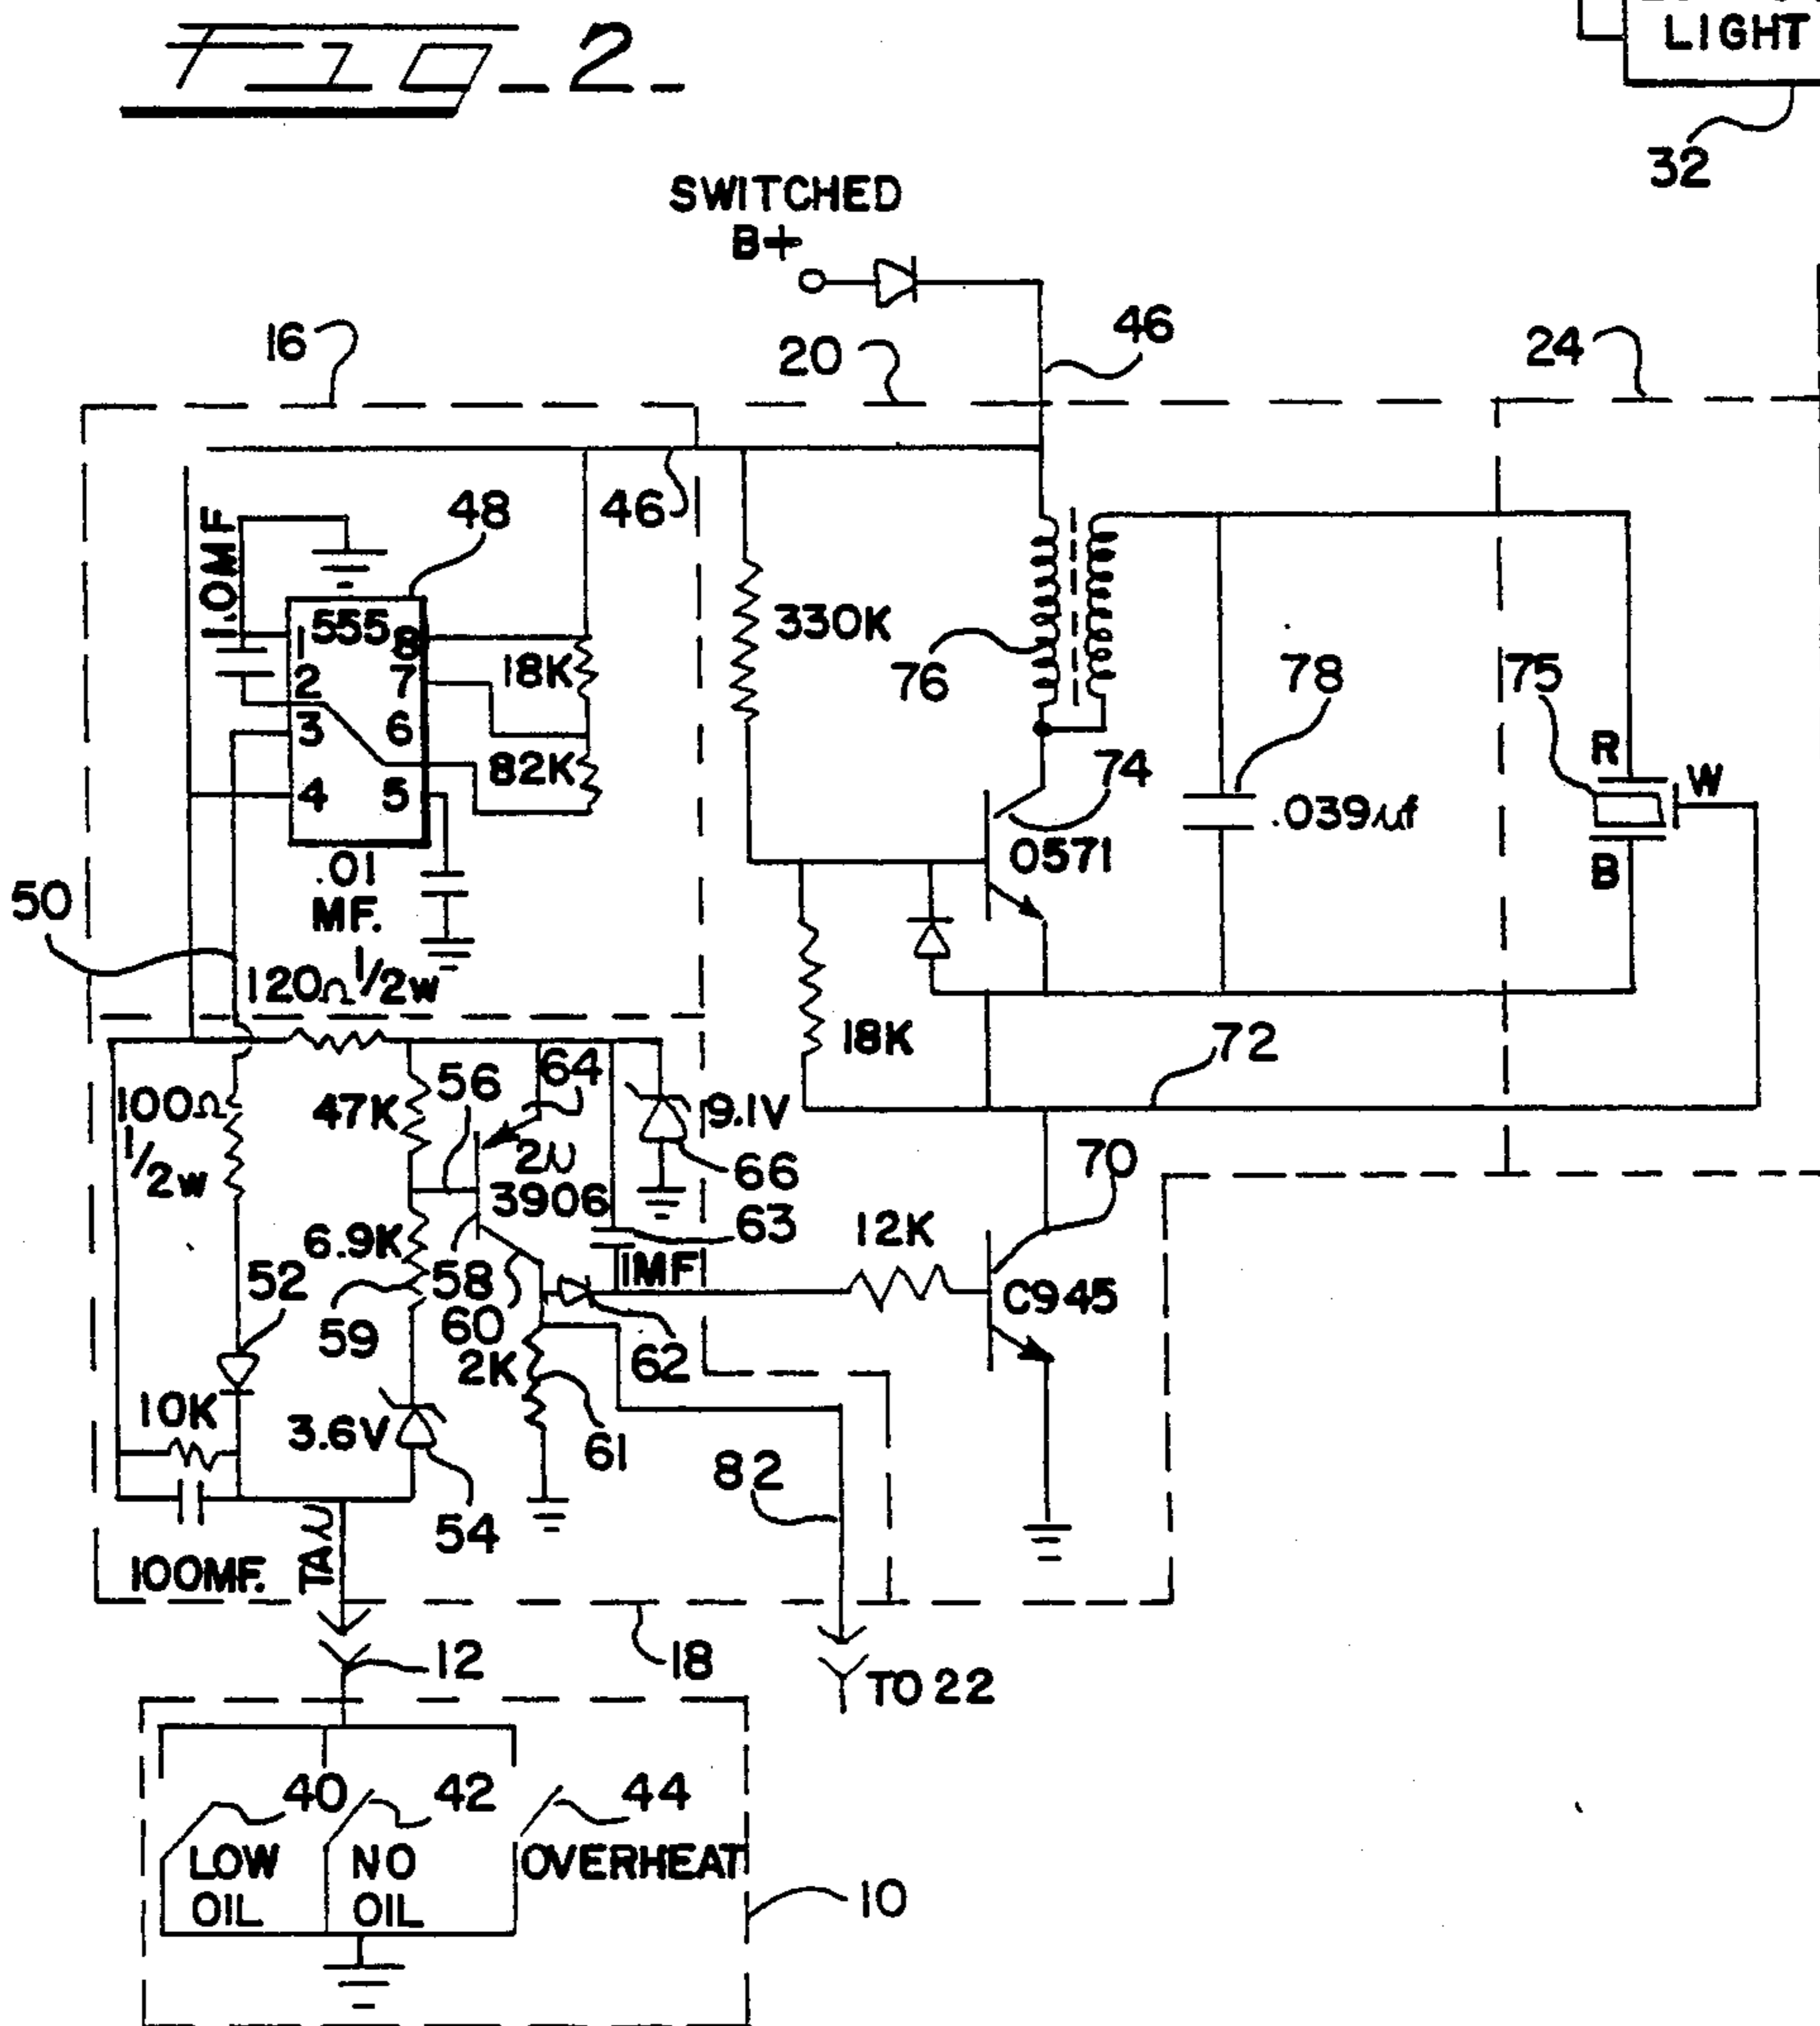 FIG_2_
LIGHT
32
SWITCHED
B+
16
20
46
24
1.0MF
48
46
555
1
8
2
7
3
6
4
5
18K
82K
330K
76
78
75
R
W
B
74
0571
.039uf
.01
MF.
50
120Ω 1/2w
18K
72
100Ω
1/2w
47K
56
64
2N
3906
9.1V
66
63
70
6.9K
58
60
1MF
12K
C945
52
59
62
2K
10K
3.6V
61
82
54
100MF.
TAN
12
18
TO 22
40
42
44
LOW
OIL
NO
OIL
OVERHEAT
10